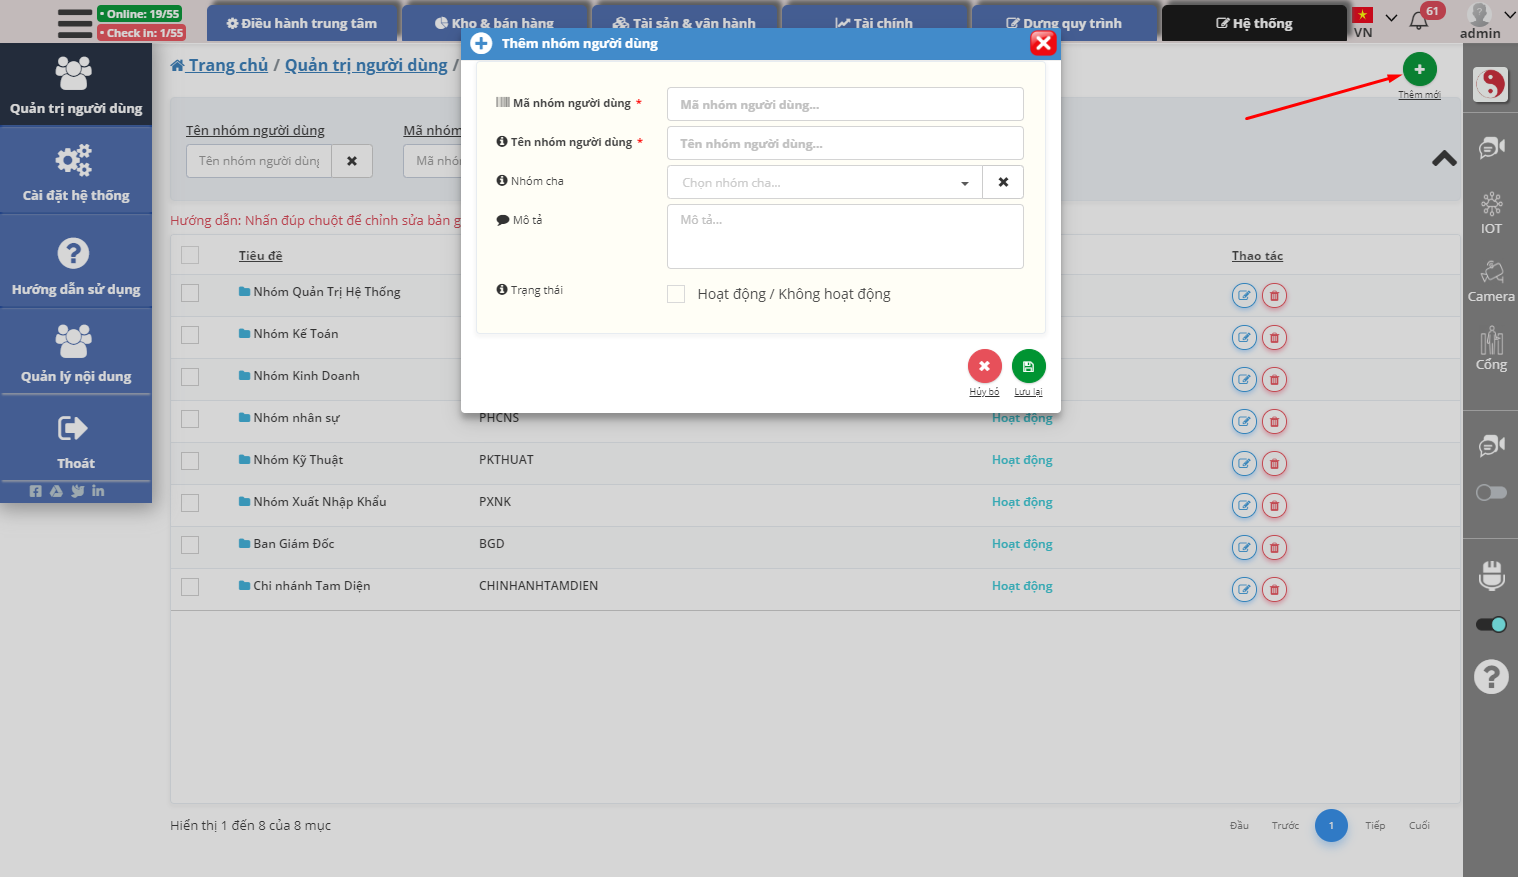 • Online: 19/55
• Check in: 1/55
Điều hành trung tâm
Kho & bán hàng
Tài sản & vận hành
Tài chính
Dựng quy trình
Hệ thống
VN
61
admin
Quản trị người dùng
Cài đặt hệ thống
Hướng dẫn sử dụng
Quản lý nội dung
Thoát
Trang chủ / Quản trị người dùng /
Thêm mới
Tên nhóm người dùng
Mã nhóm
Tên nhóm người dùng
Mã nhó
Hướng dẫn: Nhấn đúp chuột để chỉnh sửa bản g
Tiêu đề
Thao tác
Nhóm Quản Trị Hệ Thống
Nhóm Kế Toán
Nhóm Kinh Doanh
Nhóm nhân sự PHCNS Hoạt động
Nhóm Kỹ Thuật PKTHUAT Hoạt động
Nhóm Xuất Nhập Khẩu PXNK Hoạt động
Ban Giám Đốc BGD Hoạt động
Chi nhánh Tam Diện CHINHANHTAMDIEN Hoạt động
Hiển thị 1 đến 8 của 8 mục
Đầu Trước 1 Tiếp Cuối
Thêm nhóm người dùng
Mã nhóm người dùng *
Mã nhóm người dùng...
Tên nhóm người dùng *
Tên nhóm người dùng...
Nhóm cha
Chọn nhóm cha...
Mô tả
Mô tả...
Trạng thái
Hoạt động / Không hoạt động
Hủy bỏ
Lưu lại
IOT
Camera
Cổng